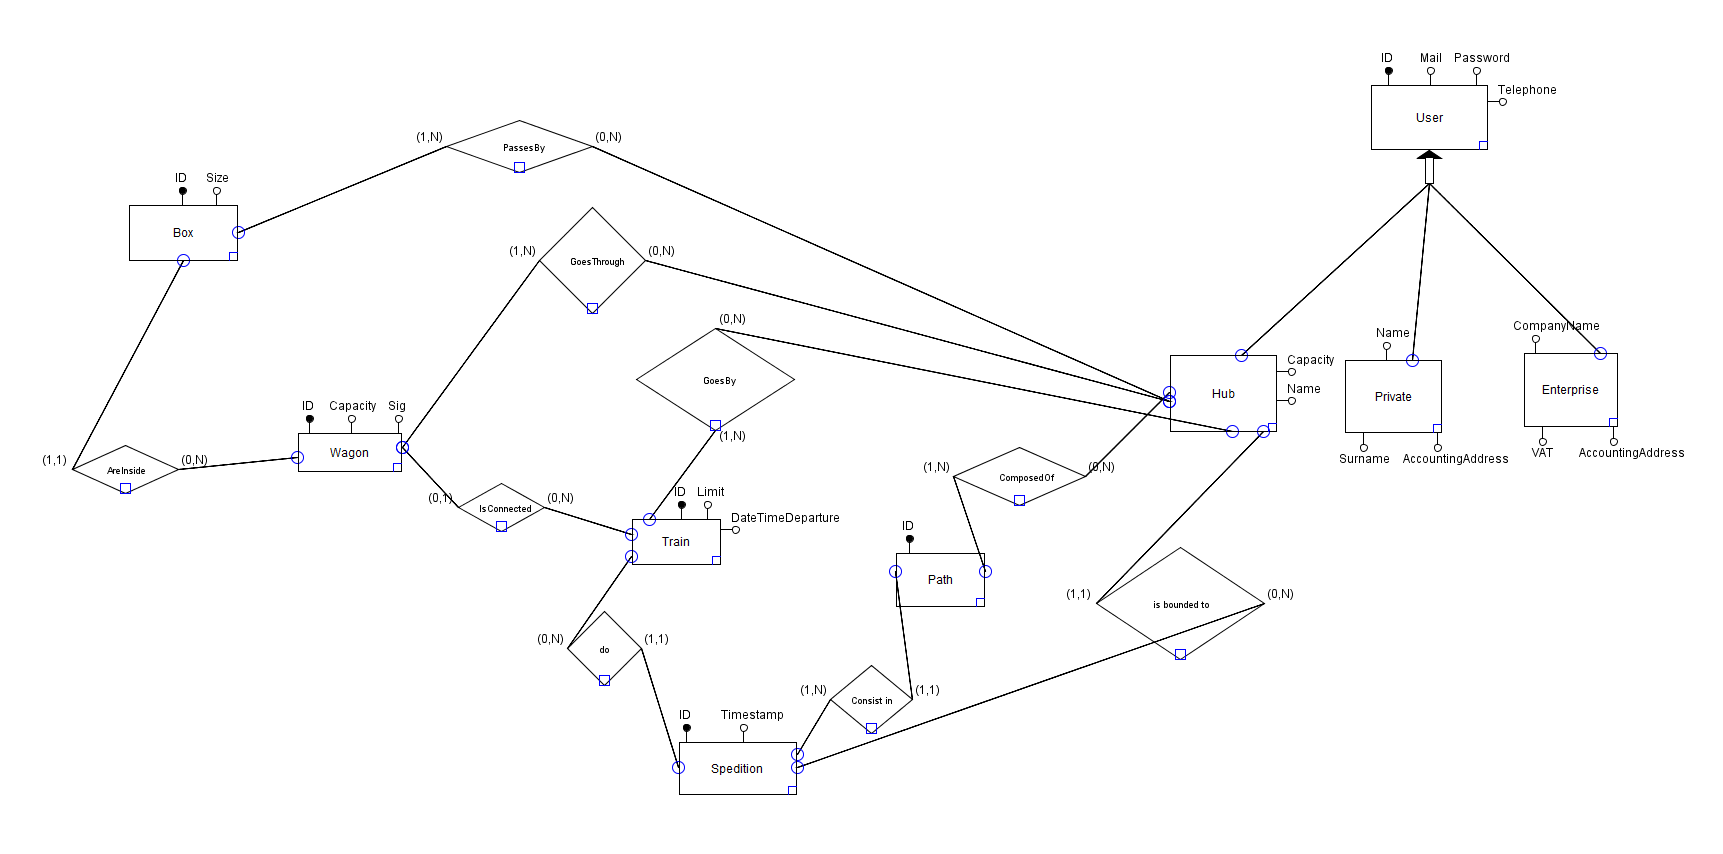 ID Mail Password
Telephone
User
(1,N) PassesBy (0,N)
ID Size
Box
(1,N) GoesThrough (0,N)
(0,N)
GoesBy
(1,N)
CompanyName
Name
Capacity
Name
Hub
Private
Enterprise
Surname AccountingAddress
VAT AccountingAddress
ID Capacity Sig
Wagon
(1,1) AreInside (0,N)
(0,1) IsConnected (0,N)
ID Limit
DateTimeDeparture
Train
(1,N) ComposedOf (0,N)
ID
Path
(1,1) is bounded to (0,N)
(0,N) do (1,1)
(1,N) Consist in (1,1)
ID Timestamp
Spedition